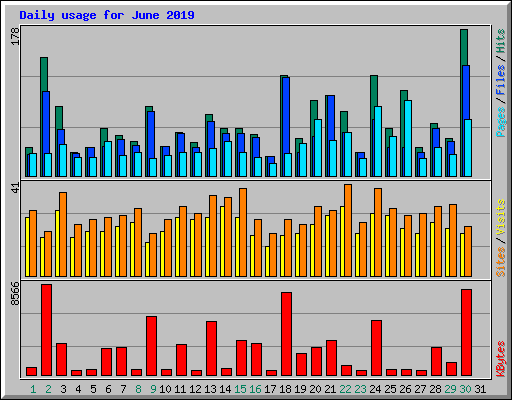 Daily usage for June 2019
178
Pages / Files / Hits
41
Sites / Visits
8566
KBytes
1 2 3 4 5 6 7 8 9 10 11 12 13 14 15 16 17 18 19 20 21 22 23 24 25 26 27 28 29 30 31